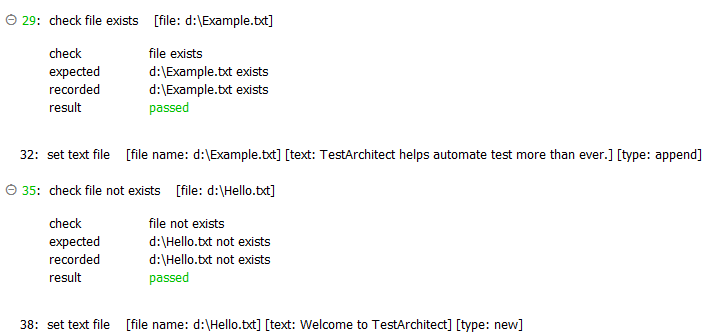 29: check file exists [file: d:\Example.txt]
check file exists
expected d:\Example.txt exists
recorded d:\Example.txt exists
result passed
32: set text file [file name: d:\Example.txt] [text: TestArchitect helps automate test more than ever.] [type: append]
35: check file not exists [file: d:\Hello.txt]
check file not exists
expected d:\Hello.txt not exists
recorded d:\Hello.txt not exists
result passed
38: set text file [file name: d:\Hello.txt] [text: Welcome to TestArchitect] [type: new]